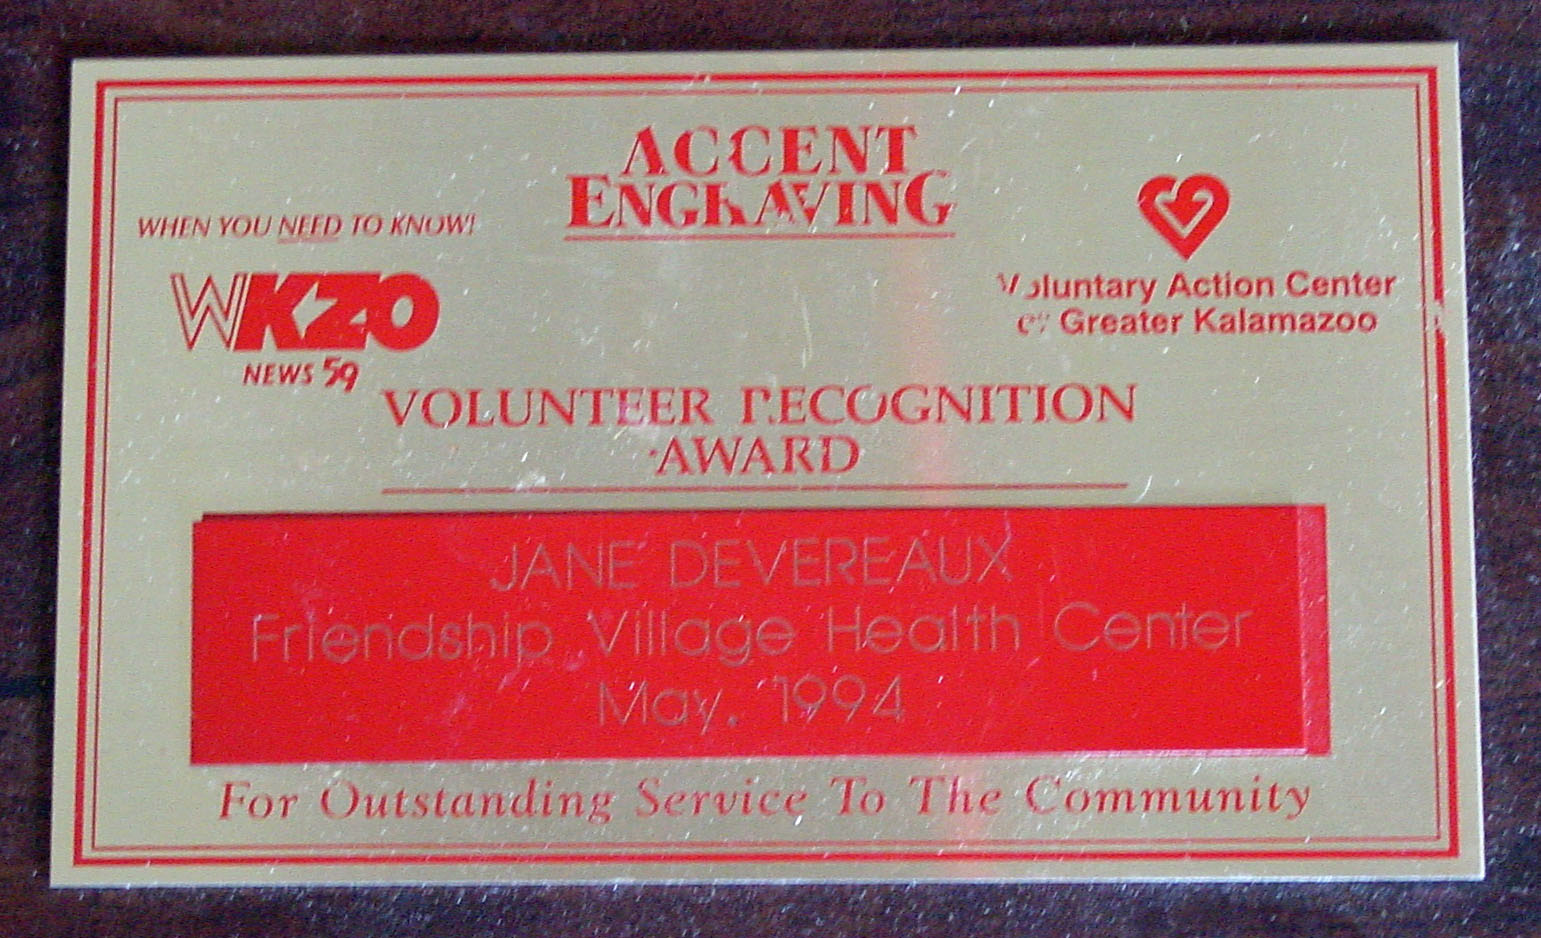 ACCENT
ENGRAVING
WHEN YOU NEED TO KNOW!
WKZO
NEWS 59
Voluntary Action Center
of Greater Kalamazoo
VOLUNTEER RECOGNITION
AWARD
JANE DEVEREAUX
Friendship Village Health Center
May, 1994
For Outstanding Service To The Community